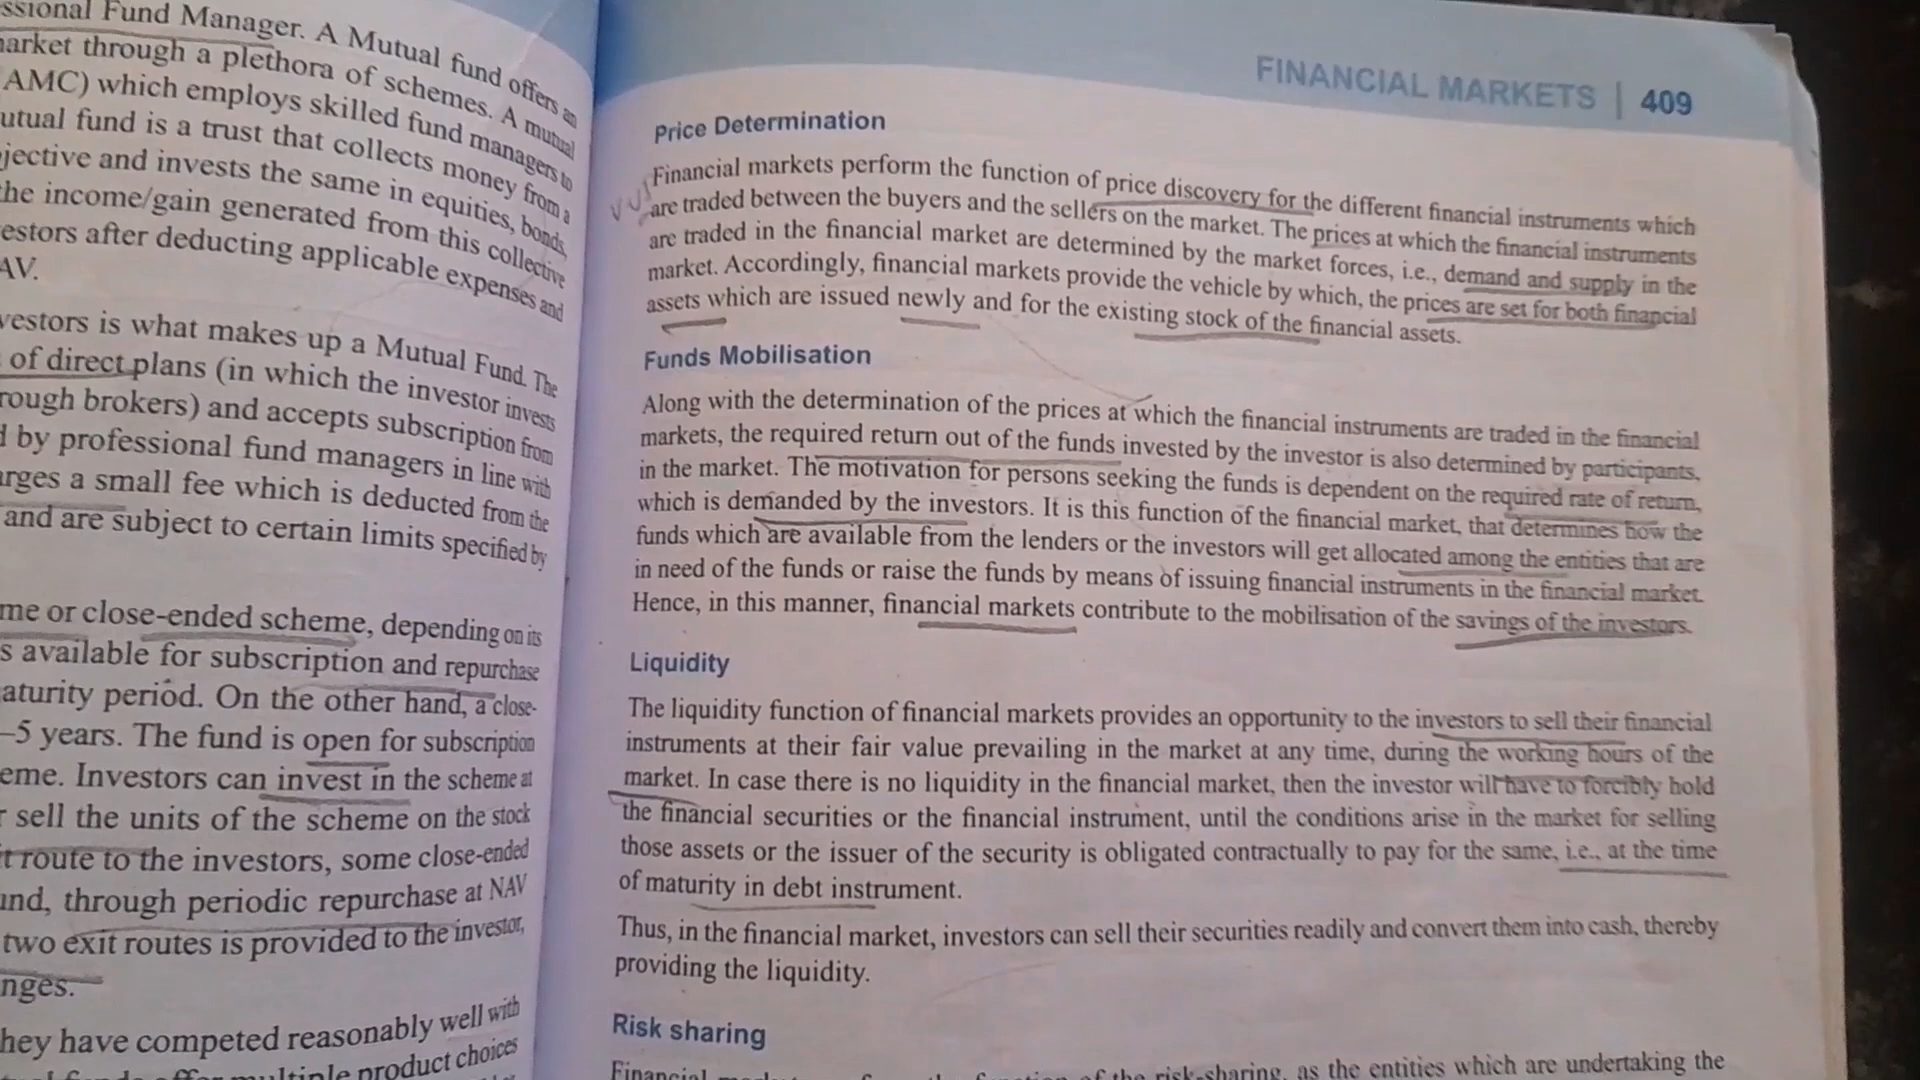 ssional Fund Manager. A Mutual fund offers an
arket through a plethora of schemes. A mutual
AMC) which employs skilled fund managers to
utual fund is a trust that collects money from a
jective and invests the same in equities, bonds,
he income/gain generated from this collective
estors after deducting applicable expenses and
AV.
vestors is what makes up a Mutual Fund. The
of direct plans (in which the investor invests
rough brokers) and accepts subscription from
d by professional fund managers in line with
arges a small fee which is deducted from the
and are subject to certain limits specified by
me or close-ended scheme, depending on its
s available for subscription and repurchase
aturity period. On the other hand, a close-
–5 years. The fund is open for subscription
eme. Investors can invest in the scheme at
r sell the units of the scheme on the stock
it route to the investors, some close-ended
und, through periodic repurchase at NAV
two exit routes is provided to the investor,
nges.
hey have competed reasonably well with
multiple product choices
FINANCIAL MARKETS | 409
Price Determination
Financial markets perform the function of price discovery for the different financial instruments which
are traded between the buyers and the sellers on the market. The prices at which the financial instruments
are traded in the financial market are determined by the market forces, i.e., demand and supply in the
market. Accordingly, financial markets provide the vehicle by which, the prices are set for both financial
assets which are issued newly and for the existing stock of the financial assets.
Funds Mobilisation
Along with the determination of the prices at which the financial instruments are traded in the financial
markets, the required return out of the funds invested by the investor is also determined by participants,
in the market. The motivation for persons seeking the funds is dependent on the required rate of return,
which is demanded by the investors. It is this function of the financial market, that determines how the
funds which are available from the lenders or the investors will get allocated among the entities that are
in need of the funds or raise the funds by means of issuing financial instruments in the financial market.
Hence, in this manner, financial markets contribute to the mobilisation of the savings of the investors.
Liquidity
The liquidity function of financial markets provides an opportunity to the investors to sell their financial
instruments at their fair value prevailing in the market at any time, during the working hours of the
market. In case there is no liquidity in the financial market, then the investor will have to forcibly hold
the financial securities or the financial instrument, until the conditions arise in the market for selling
those assets or the issuer of the security is obligated contractually to pay for the same, i.e., at the time
of maturity in debt instrument.
Thus, in the financial market, investors can sell their securities readily and convert them into cash, thereby
providing the liquidity.
Risk sharing
Financial of the risk-sharing, as the entities which are undertaking the